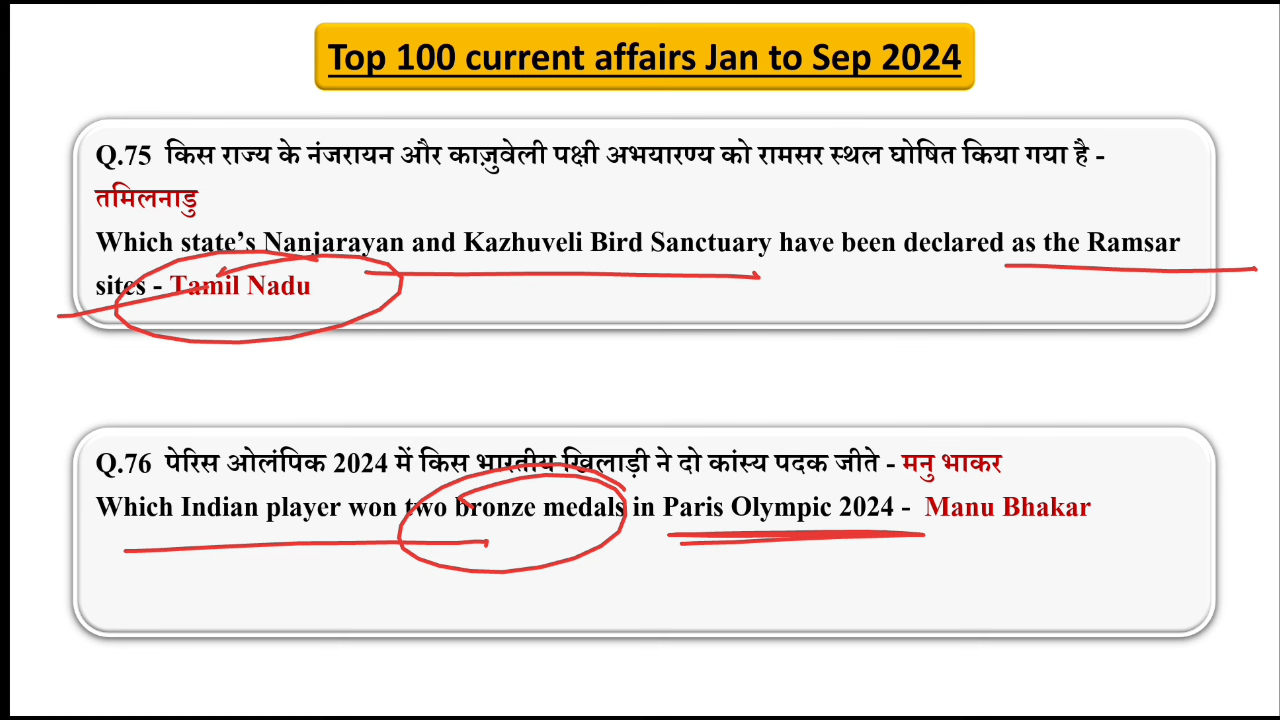 Top 100 current affairs Jan to Sep 2024
Q.75 किस राज्य के नंजरायन और काज़ुवेली पक्षी अभयारण्य को रामसर स्थल घोषित किया गया है -
तमिलनाडु
Which state’s Nanjarayan and Kazhuveli Bird Sanctuary have been declared as the Ramsar
sites - Tamil Nadu
Q.76 पेरिस ओलंपिक 2024 में किस भारतीय खिलाड़ी ने दो कांस्य पदक जीते - मनु भाकर
Which Indian player won two bronze medals in Paris Olympic 2024 - Manu Bhakar